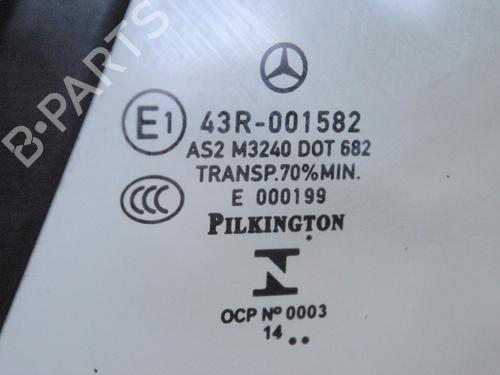 E1 43R-001582
AS2 M3240 DOT 682
TRANSP.70%MIN.
CCC E 000199
PILKINGTON
N
OCP Nº 0003
14 ..
B-PARTS